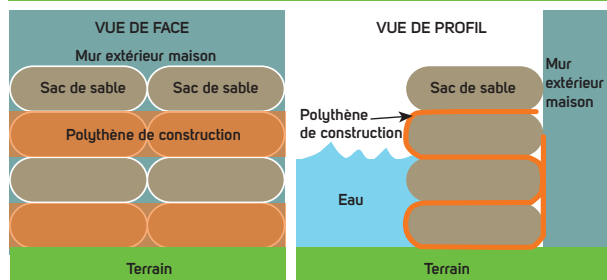 VUE DE FACE
Mur extérieur maison
Sac de sable
Sac de sable
Polythène de construction
Terrain
VUE DE PROFIL
Mur
extérieur
maison
Sac de sable
Polythène
de construction
Eau
Terrain